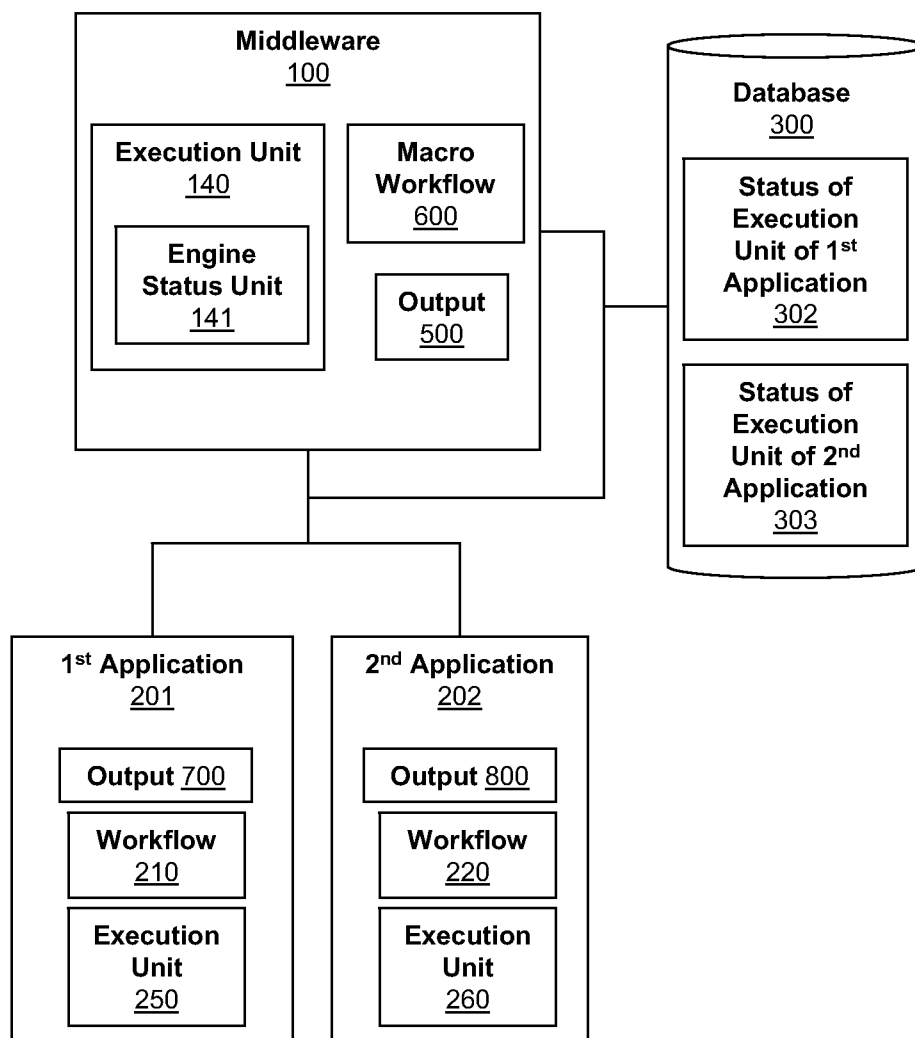 Middleware
100
Execution Unit
140
Engine
Status Unit
141
Macro
Workflow
600
Output
500
Database
300
Status of
Execution
Unit of 1st
Application
302
Status of
Execution
Unit of 2nd
Application
303
1st Application
201
Output 700
Workflow
210
Execution
Unit
250
2nd Application
202
Output 800
Workflow
220
Execution
Unit
260